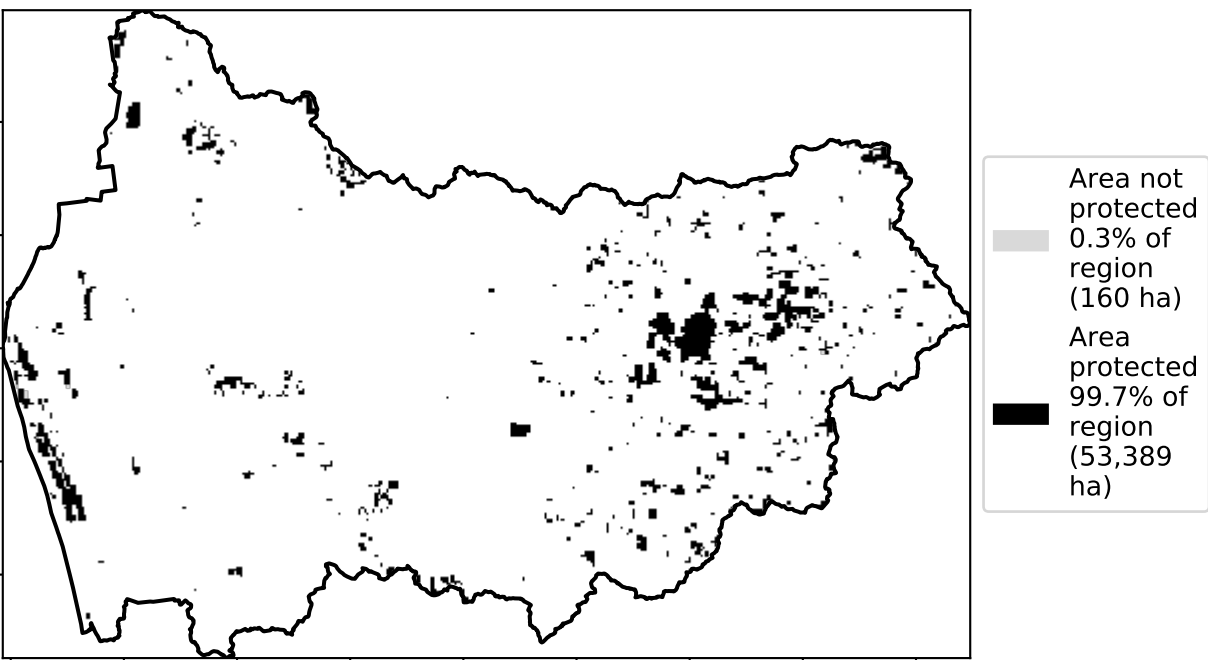 Area not
protected
0.3% of
region
(160 ha)
Area
protected
99.7% of
region
(53,389
ha)